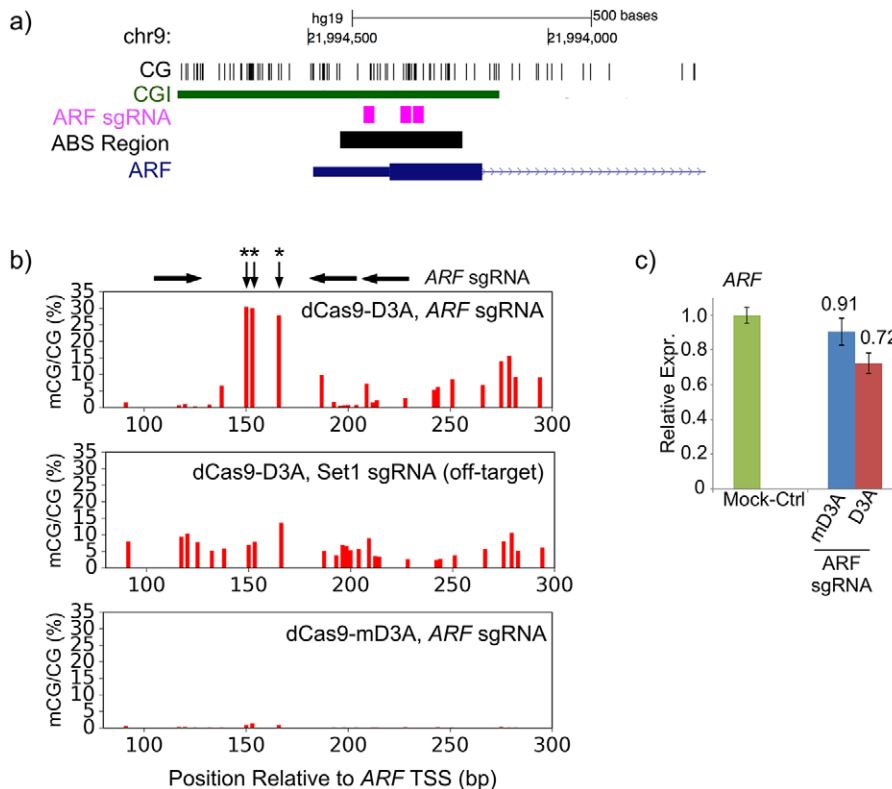 a)
hg19
500 bases
chr9:
21,994,500
21,994,000
CG
CGI
ARF sgRNA
ABS Region
ARF
b)
** *
ARF sgRNA
dCas9-D3A, ARF sgRNA
mCG/CG (%)
35
30
25
20
15
10
5
0
100 150 200 250 300
dCas9-D3A, Set1 sgRNA (off-target)
mCG/CG (%)
35
30
25
20
15
10
5
0
100 150 200 250 300
dCas9-mD3A, ARF sgRNA
mCG/CG (%)
35
30
25
20
15
10
5
0
100 150 200 250 300
Position Relative to ARF TSS (bp)
c)
ARF
Relative Expr.
1.0
0.8
0.6
0.4
0.2
0
0.91
0.72
Mock-Ctrl
mD3A
D3A
ARF
sgRNA